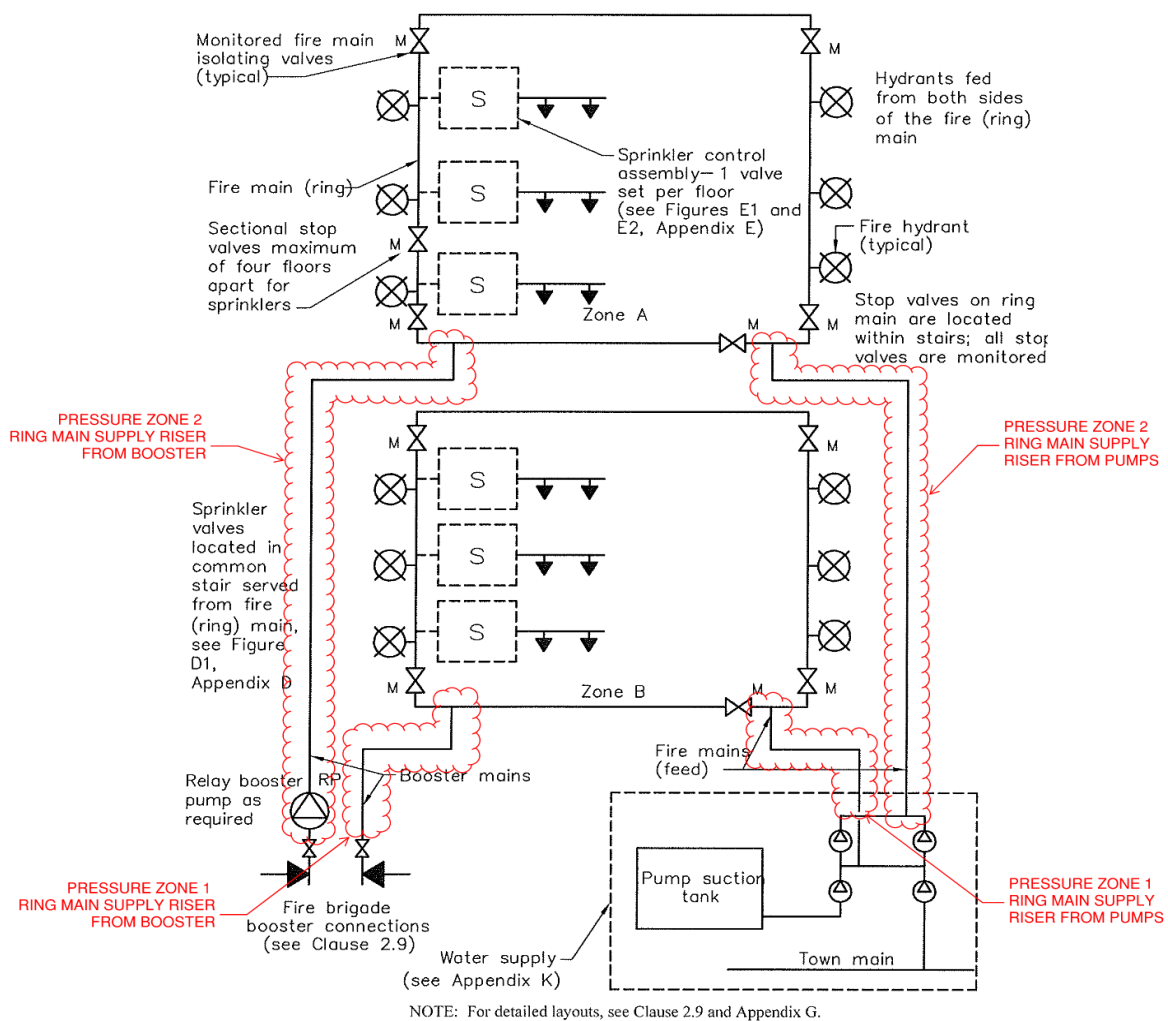 Monitored fire main
isolating valves
(typical)
M
M
Hydrants fed
from both sides
of the fire (ring)
main
S
Sprinkler control
assembly– 1 valve
set per floor
(see Figures E1 and
E2, Appendix E)
Fire main (ring)
S
Sectional stop
valves maximum
of four floors
apart for
sprinklers
M
Fire hydrant
(typical)
S
Zone A
M
M
M
Stop valves on ring
main are located
within stairs; all stop
valves are monitored
PRESSURE ZONE 2
RING MAIN SUPPLY RISER
FROM BOOSTER
PRESSURE ZONE 2
RING MAIN SUPPLY
RISER FROM PUMPS
M
M
S
Sprinkler
valves
located in
common
stair served
from fire
(ring) main,
see Figure
D1,
Appendix D
S
S
M
Zone B
M
M
Fire mains
(feed)
Relay booster
pump as
required
RP
Booster mains
Pump suction
tank
PRESSURE ZONE 1
RING MAIN SUPPLY RISER
FROM BOOSTER
PRESSURE ZONE 1
RING MAIN SUPPLY
RISER FROM PUMPS
Fire brigade
booster connections
(see Clause 2.9)
Water supply
(see Appendix K)
Town main
NOTE: For detailed layouts, see Clause 2.9 and Appendix G.